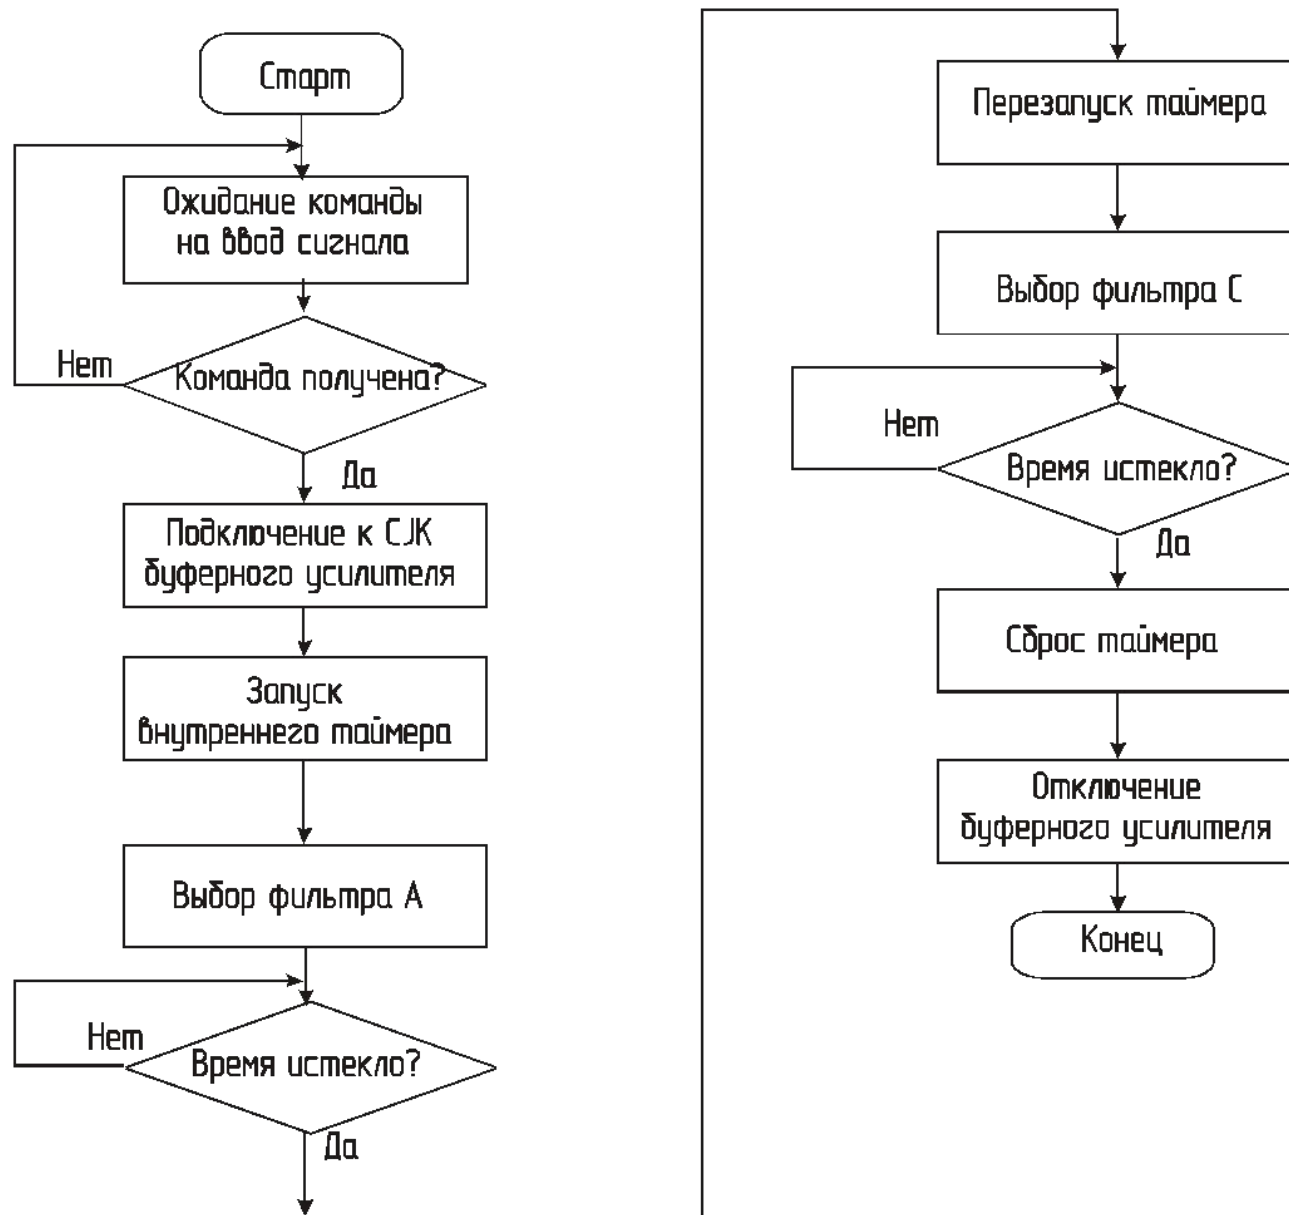 Старт
Ожидание команды
на ввод сигнала
Нет
Команда получена?
Да
Подключение к СЈК
буферного усилителя
Запуск
внутреннего таймера
Выбор фильтра А
Нет
Время истекло?
Да
Перезапуск таймера
Выбор фильтра С
Нет
Время истекло?
Да
Сброс таймера
Отключение
буферного усилителя
Конец